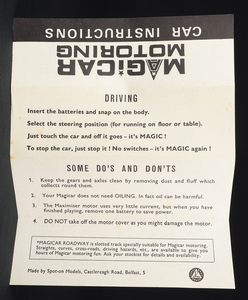 CAR INSTRUCTIONS
MAGiCAR
MOTORING
DRIVING
Insert the batteries and snap on the body.
Select the steering position (for running on floor or table).
Just touch the car and off it goes – it's MAGIC !
To stop the car, just stop it ! No switches – it's MAGIC again !
SOME DO'S AND DON'TS
1. Keep the gears and axles clean by removing dust and fluff which
collects round them.
2. Your Magicar does not need OILING. In fact oil can be harmful.
3. The Maximiser motor uses very little current, but when you have
finished playing, remove one battery to save power.
4. DO NOT take off the motor cover as you might damage the motor.
*MAGICAR ROADWAY is slotted track specially suitable for Magicar motoring.
Straights, curves, cross-roads, driving hazards, etc., are available to give you
hours of Magicar motoring fun. Ask your stockist for details and availability.
Made by Spot-on Models, Castlereagh Road, Belfast, 5